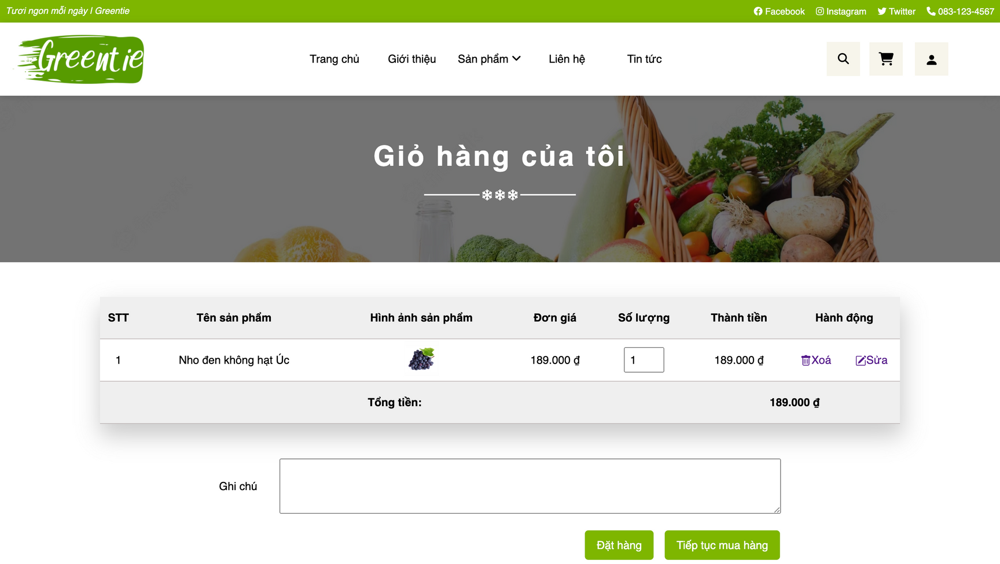 Tươi ngon mỗi ngày I Greentie
Facebook Instagram Twitter 083-123-4567
Greentie
Trang chủ Giới thiệu Sản phẩm Liên hệ Tin tức
Giỏ hàng của tôi
STT Tên sản phẩm Hình ảnh sản phẩm Đơn giá Số lượng Thành tiền Hành động
1 Nho đen không hạt Úc 189.000 ₫ 1 189.000 ₫ Xoá Sửa
Tổng tiền: 189.000 ₫
Ghi chú
Đặt hàng Tiếp tục mua hàng